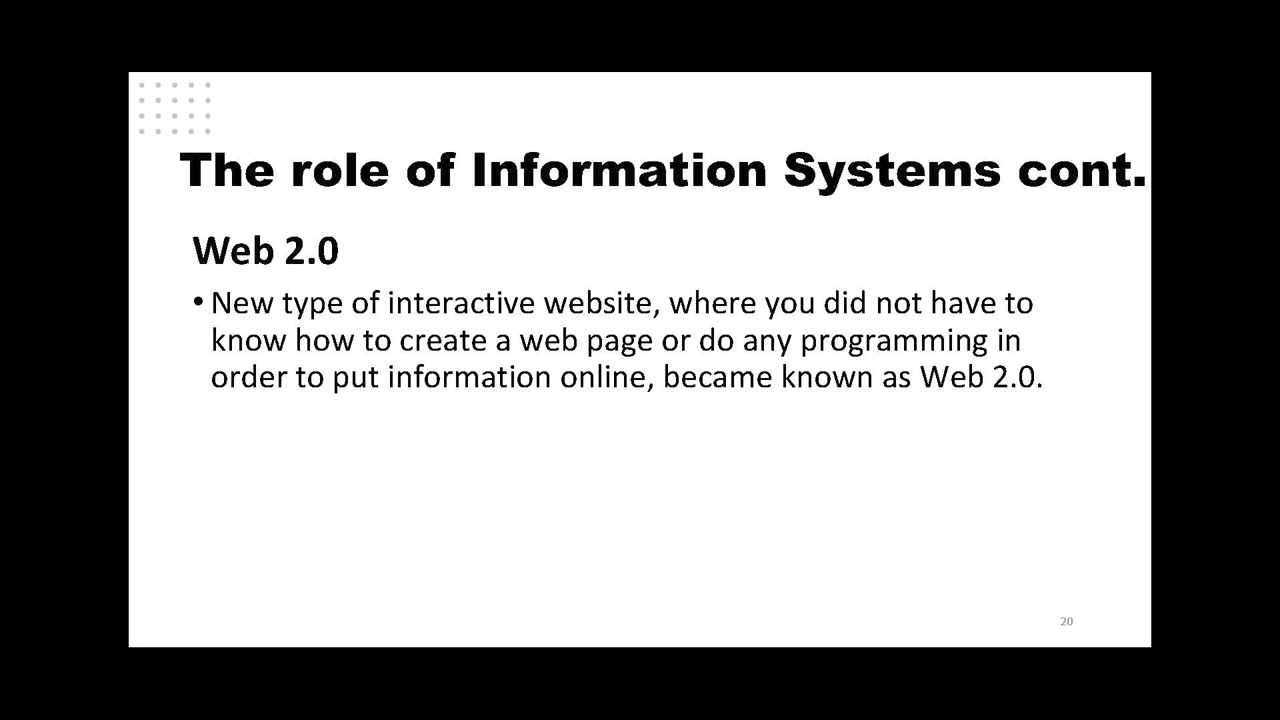 The role of Information Systems cont.
Web 2.0
• New type of interactive website, where you did not have to
know how to create a web page or do any programming in
order to put information online, became known as Web 2.0.
20